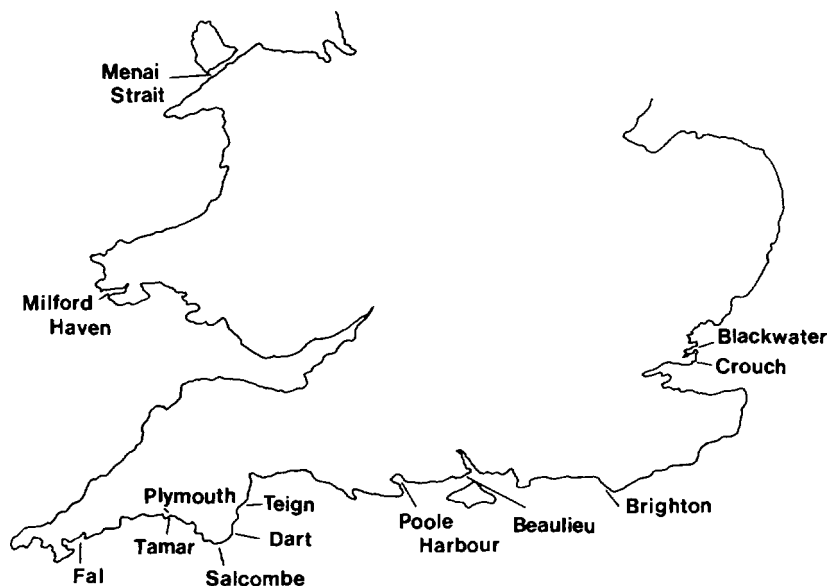 Menai
Strait
Milford
Haven
Blackwater
Crouch
Plymouth
Tamar
Teign
Dart
Fal
Salcombe
Poole
Harbour
Beaulieu
Brighton